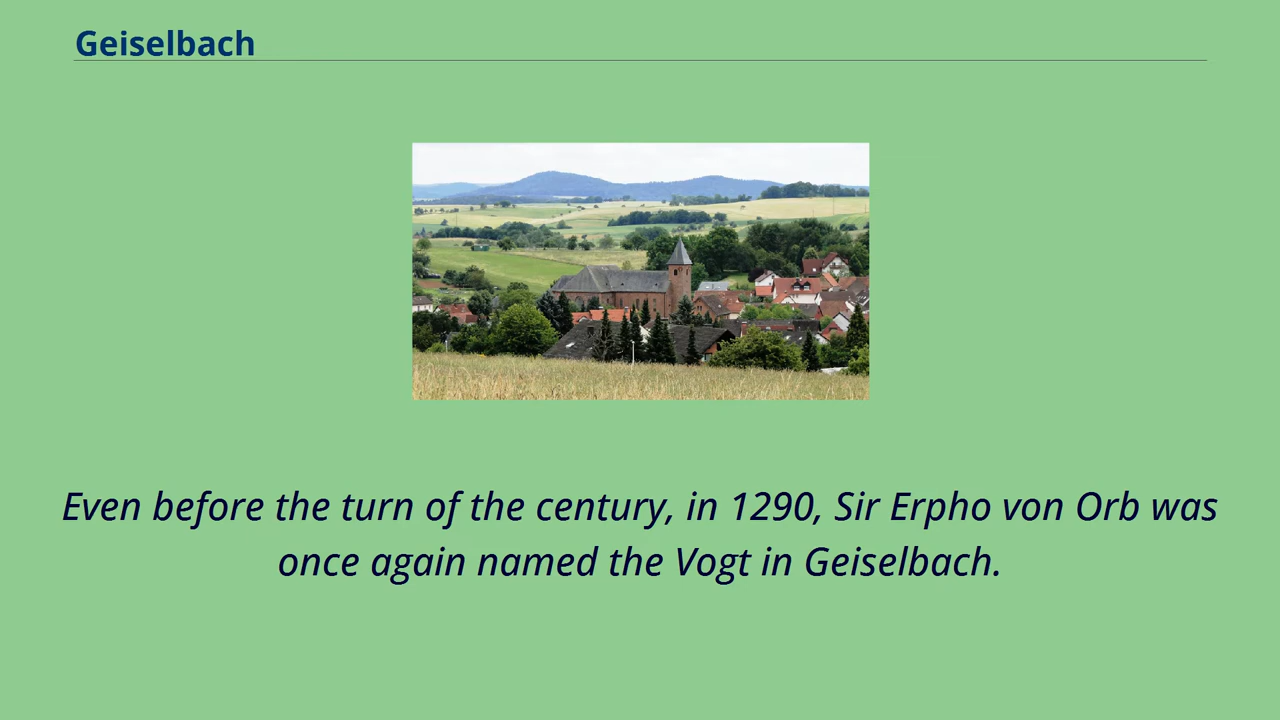 Geiselbach
Even before the turn of the century, in 1290, Sir Erpho von Orb was
once again named the Vogt in Geiselbach.